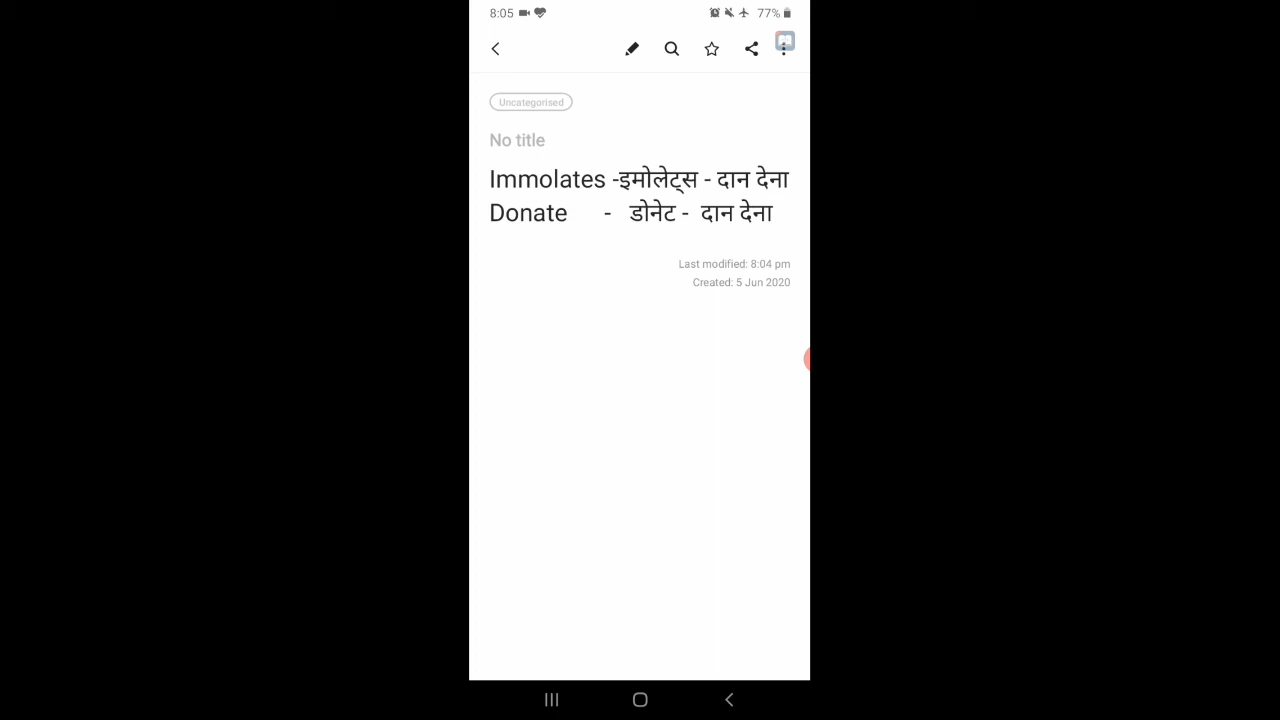 8:05 77%
Uncategorised
No title
Immolates -इमोलेट्स - दान देना
Donate - डोनेट - दान देना
Last modified: 8:04 pm
Created: 5 Jun 2020